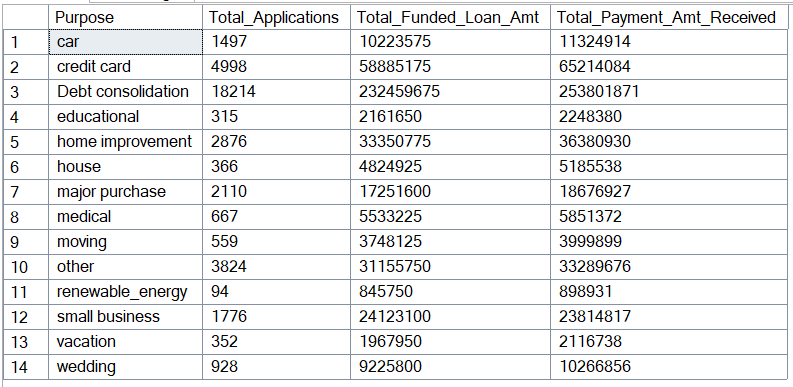 Purpose Total_Applications Total_Funded_Loan_Amt Total_Payment_Amt_Received
1 car 1497 10223575 11324914
2 credit card 4998 58885175 65214084
3 Debt consolidation 18214 232459675 253801871
4 educational 315 2161650 2248380
5 home improvement 2876 33350775 36380930
6 house 366 4824925 5185538
7 major purchase 2110 17251600 18676927
8 medical 667 5533225 5851372
9 moving 559 3748125 3999899
10 other 3824 31155750 33289676
11 renewable_energy 94 845750 898931
12 small business 1776 24123100 23814817
13 vacation 352 1967950 2116738
14 wedding 928 9225800 10266856